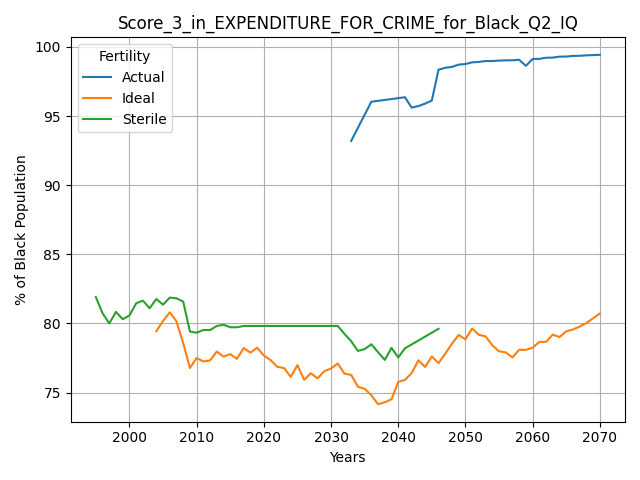 Score_3_in_EXPENDITURE_FOR_CRIME_for_Black_Q2_IQ
Fertility
Actual
Ideal
Sterile
% of Black Population
100
95
90
85
80
75
2000 2010 2020 2030 2040 2050 2060 2070
Years